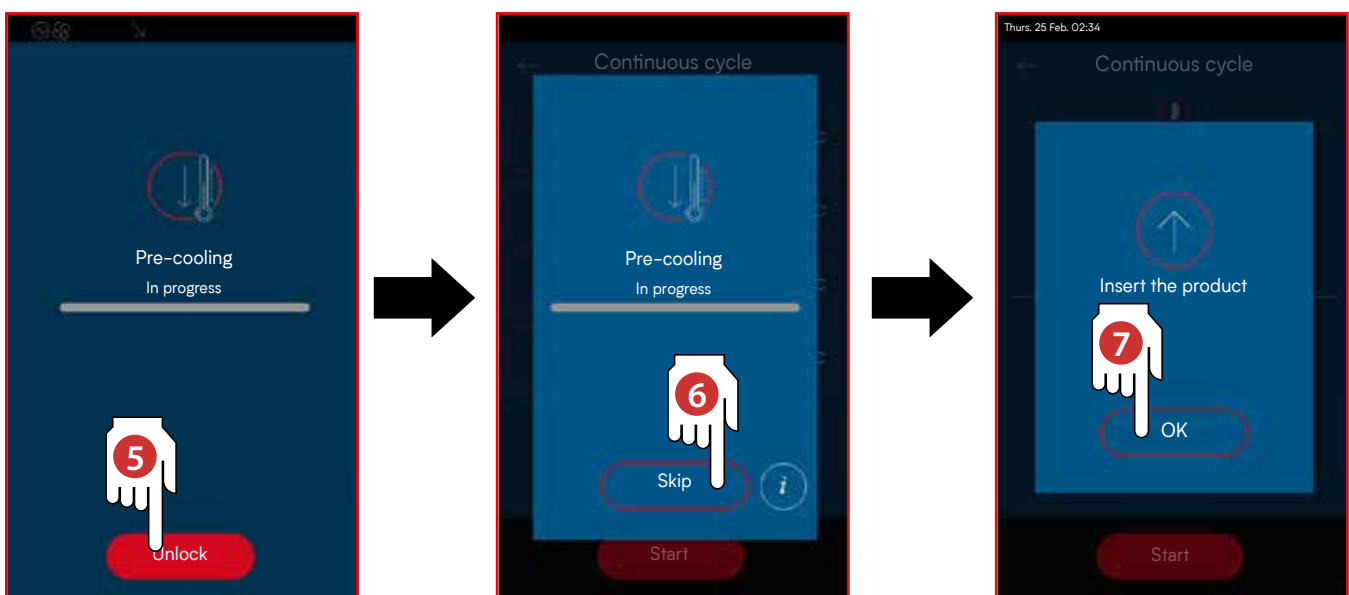 Pre-cooling
In progress
5
Unlock
Continuous cycle
Pre-cooling
In progress
6
Skip
i
Start
Thurs. 25 Feb. 02:34
Continuous cycle
Insert the product
7
OK
Start